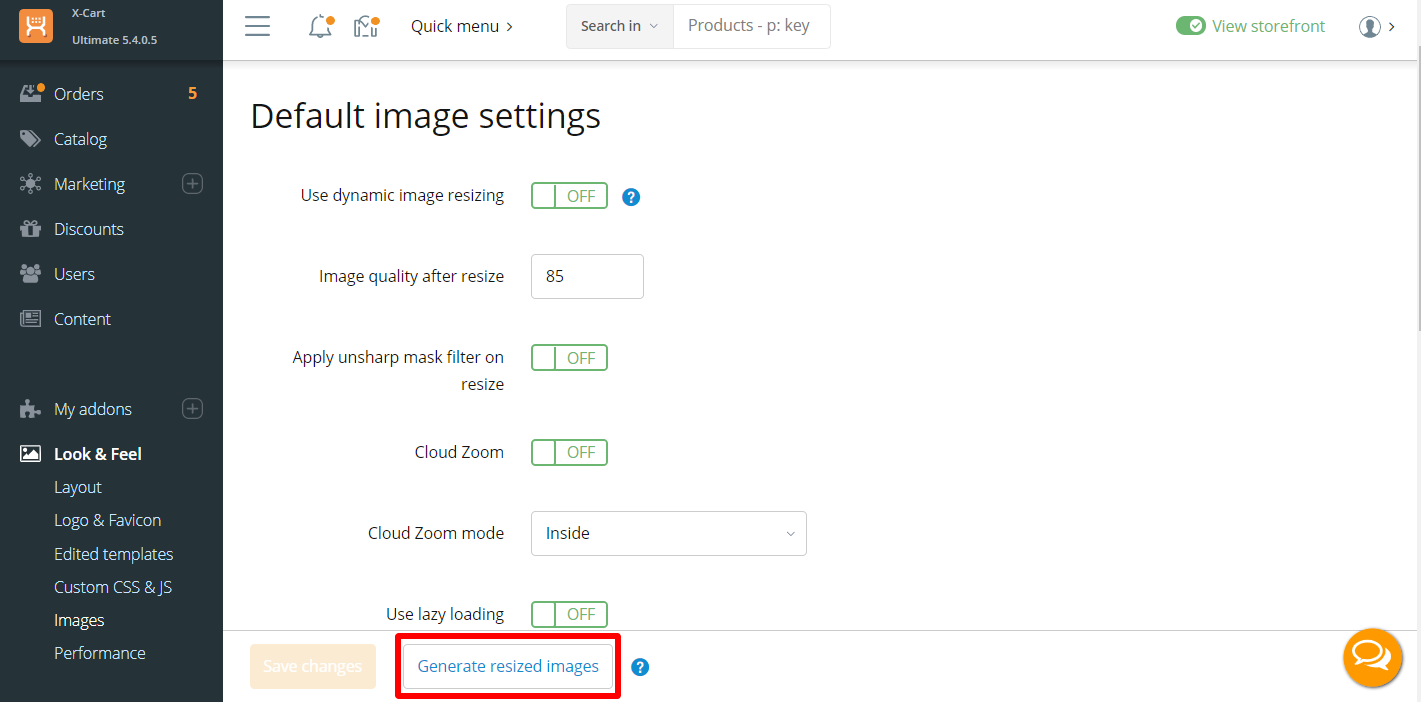 X-Cart
Ultimate 5.4.0.5
Quick menu
Search in
Products - p: key
View storefront
Orders 5
Catalog
Marketing
Discounts
Users
Content
My addons
Look & Feel
Layout
Logo & Favicon
Edited templates
Custom CSS & JS
Images
Performance
Default image settings
Use dynamic image resizing OFF ?
Image quality after resize 85
Apply unsharp mask filter on OFF
resize
Cloud Zoom OFF
Cloud Zoom mode Inside
Use lazy loading OFF
Save changes Generate resized images ?